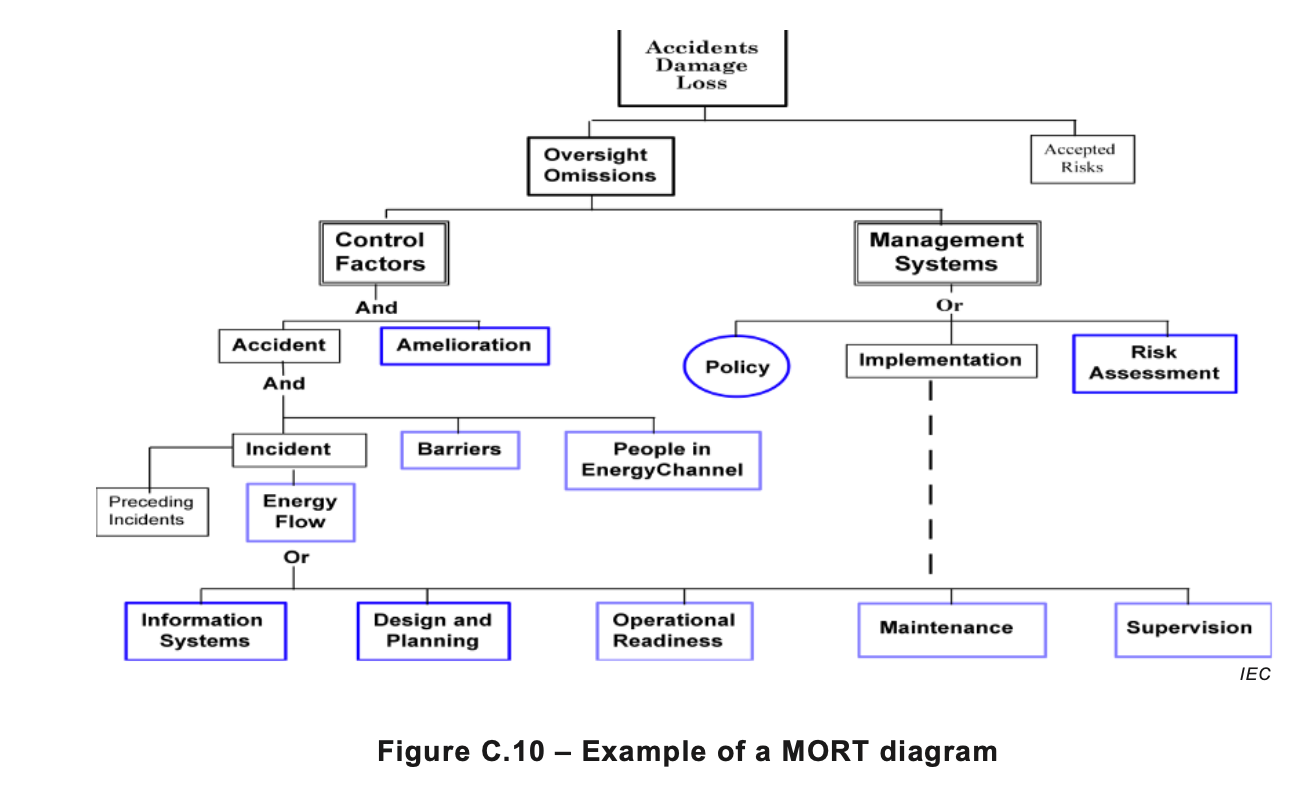 Accidents
Damage
Loss
Oversight
Omissions
Accepted
Risks
Control
Factors
Management
Systems
And
Or
Accident
Amelioration
Policy
Implementation
Risk
Assessment
And
Incident
Barriers
People in
EnergyChannel
Preceding
Incidents
Energy
Flow
Or
Information
Systems
Design and
Planning
Operational
Readiness
Maintenance
Supervision
IEC
Figure C.10 – Example of a MORT diagram